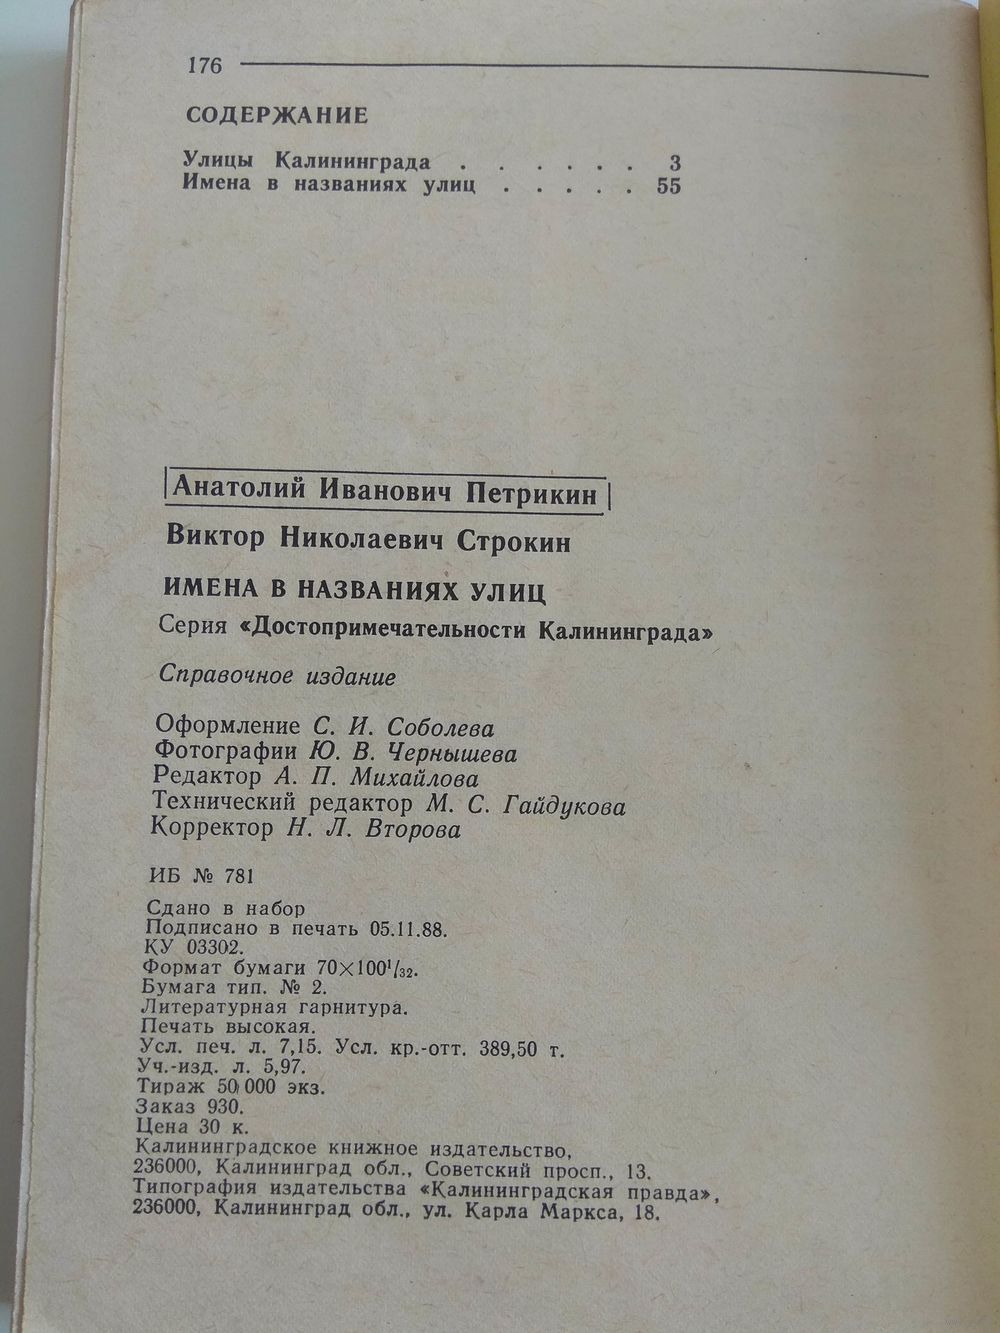 176
СОДЕРЖАНИЕ
Улицы Калининграда . . . . . . 3
Имена в названиях улиц . . . . . 55
Анатолий Иванович Петрикин
Виктор Николаевич Строкин
ИМЕНА В НАЗВАНИЯХ УЛИЦ
Серия «Достопримечательности Калининграда»
Справочное издание
Оформление С. И. Соболева
Фотографии Ю. В. Чернышева
Редактор А. П. Михайлова
Технический редактор М. С. Гайдукова
Корректор Н. Л. Второва
ИБ № 781
Сдано в набор
Подписано в печать 05.11.88.
КУ 03302.
Формат бумаги 70×100¹/₃₂.
Бумага тип. № 2.
Литературная гарнитура.
Печать высокая.
Усл. печ. л. 7,15. Усл. кр.-отт. 389,50 т.
Уч.-изд. л. 5,97.
Тираж 50 000 экз.
Заказ 930.
Цена 30 к.
Калининградское книжное издательство,
236000, Калининград обл., Советский просп., 13.
Типография издательства «Калининградская правда»,
236000, Калининград обл., ул. Карла Маркса, 18.